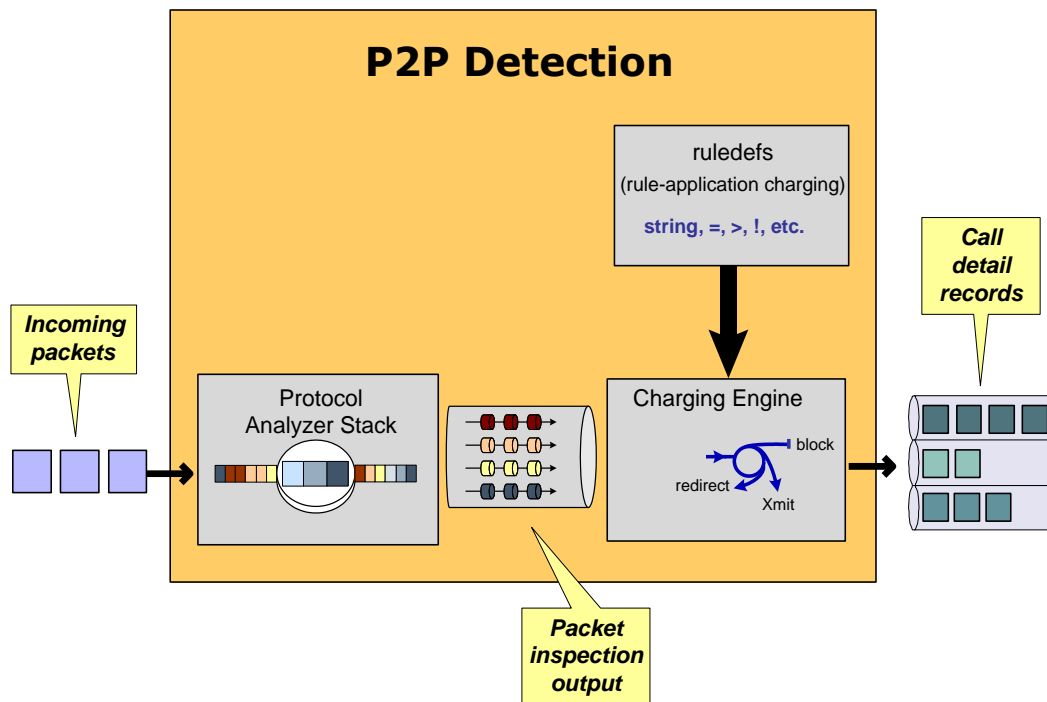 P2P Detection
ruledefs
(rule-application charging)
string, =, >, !, etc.
Call
detail
records
Incoming
packets
Protocol
Analyzer Stack
Charging Engine
block
redirect
Xmit
Packet
inspection
output